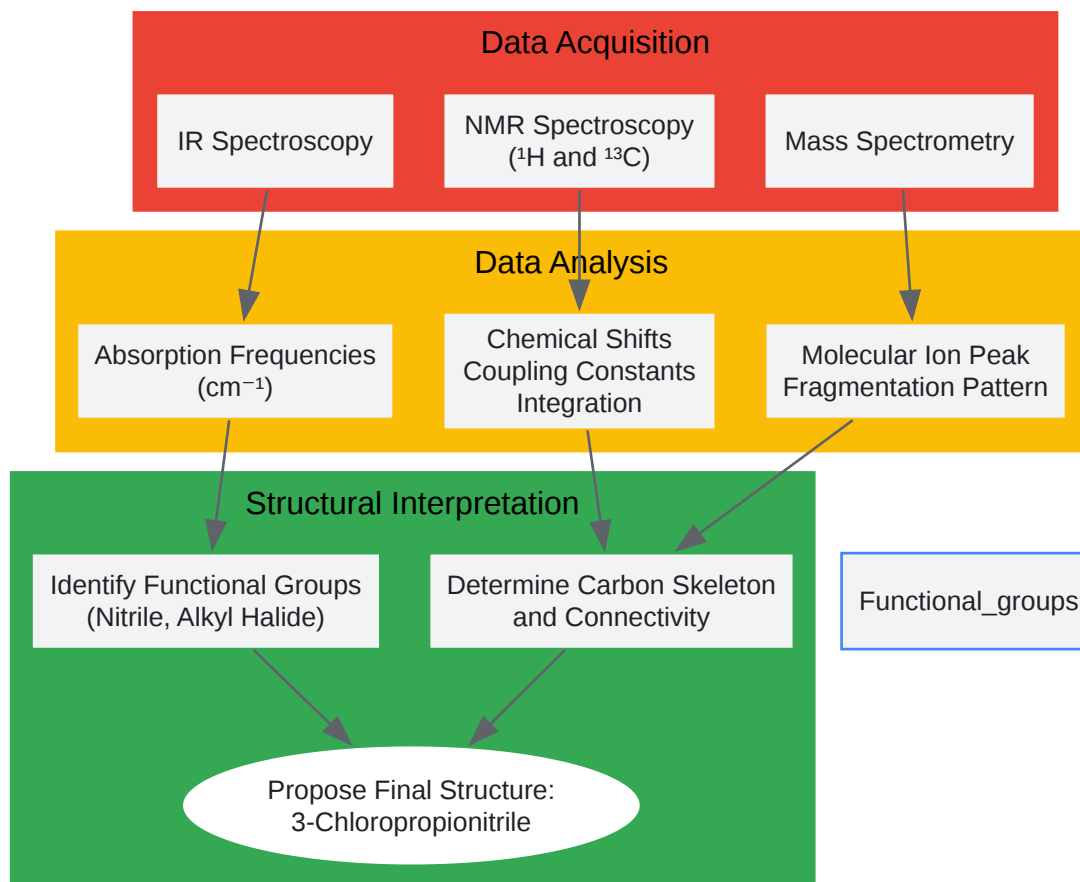 Data Acquisition
IR Spectroscopy
NMR Spectroscopy
(¹H and ¹³C)
Mass Spectrometry
Data Analysis
Absorption Frequencies
(cm⁻¹)
Chemical Shifts
Coupling Constants
Integration
Molecular Ion Peak
Fragmentation Pattern
Structural Interpretation
Identify Functional Groups
(Nitrile, Alkyl Halide)
Determine Carbon Skeleton
and Connectivity
Functional_groups
Propose Final Structure:
3-Chloropropionitrile